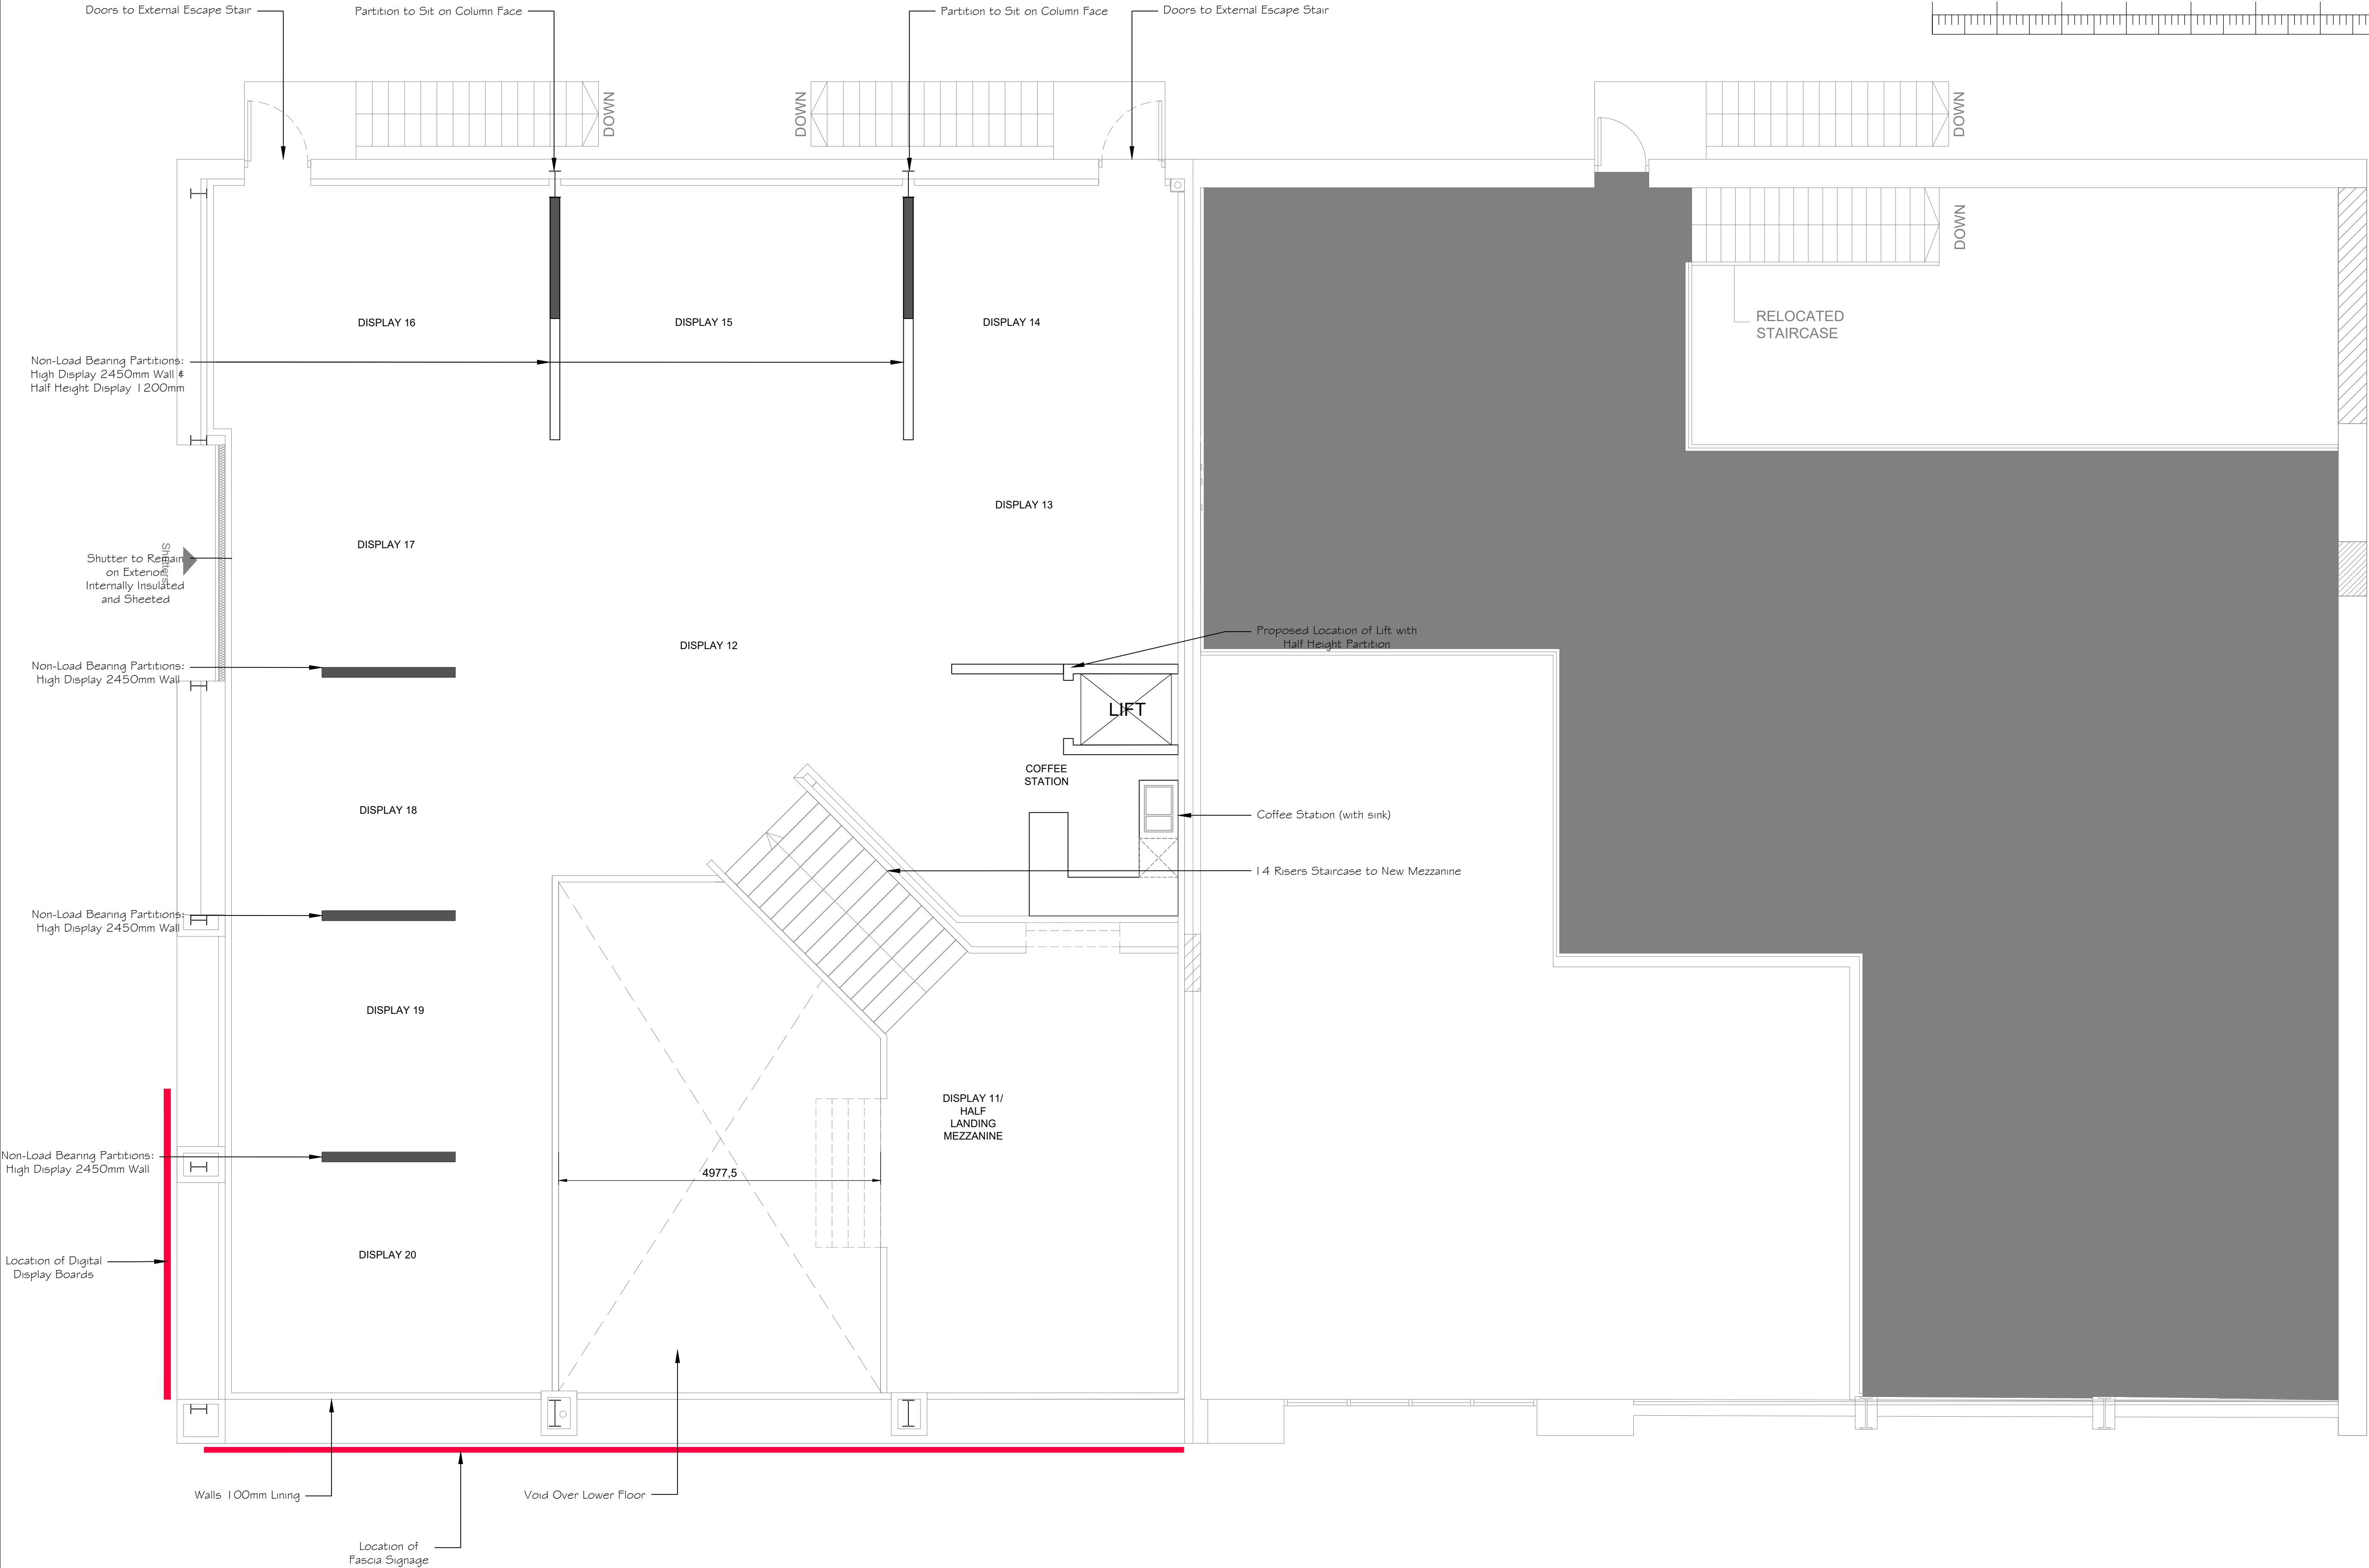 Doors to External Escape Stair
Partition to Sit on Column Face
Partition to Sit on Column Face
Doors to External Escape Stair
DOWN
DOWN
DOWN
DOWN
RELOCATED
STAIRCASE
DISPLAY 16
DISPLAY 15
DISPLAY 14
Non-Load Bearing Partitions:
High Display 2450mm Wall &
Half Height Display 1200mm
DISPLAY 13
DISPLAY 17
Shutters
Shutter to Remain
on Exterior
Internally Insulated
and Sheeted
DISPLAY 12
Proposed Location of Lift with
Half Height Partition
Non-Load Bearing Partitions:
High Display 2450mm Wall
LIFT
COFFEE
STATION
DISPLAY 18
Coffee Station (with sink)
14 Risers Staircase to New Mezzanine
Non-Load Bearing Partitions:
High Display 2450mm Wall
DISPLAY 19
DISPLAY 11/
HALF
LANDING
MEZZANINE
Non-Load Bearing Partitions:
High Display 2450mm Wall
4977,5
Location of Digital
Display Boards
DISPLAY 20
Walls 100mm Lining
Void Over Lower Floor
Location of
Fascia Signage